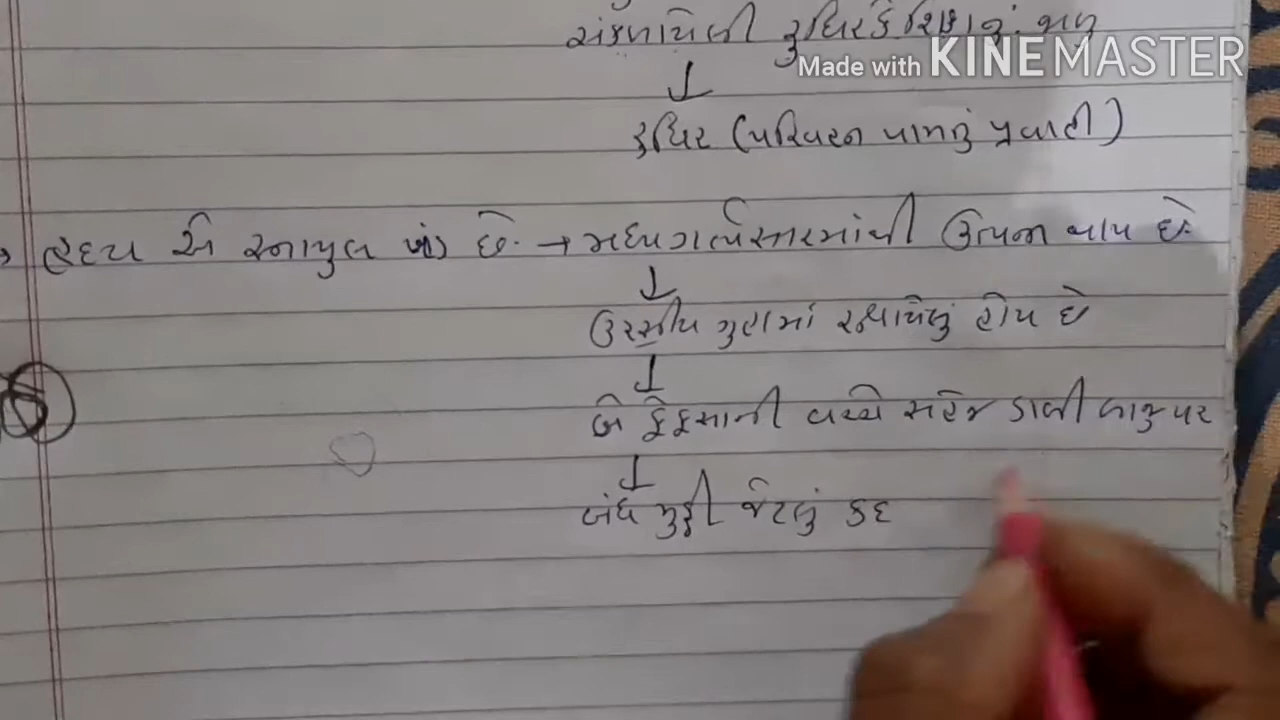 સંકળાયેલી રુધિરકેશિકાનું જાળું
Made with KINEMASTER
↓
રુધિર (પરિવહન પામતું પ્રવાહી)
હૃદય એ સ્નાયુલ અંગ છે. → મધ્યગર્ભસ્તરમાંથી ઉત્પન્ન થાય છે.
↓
ઉરસીય ગુહામાં સ્થાયેલું હોય છે
↓
બે ફેફસાની વચ્ચે સહેજ ડાબી બાજુ પર
↓
બંધ મુઠ્ઠી જેટલું કદ